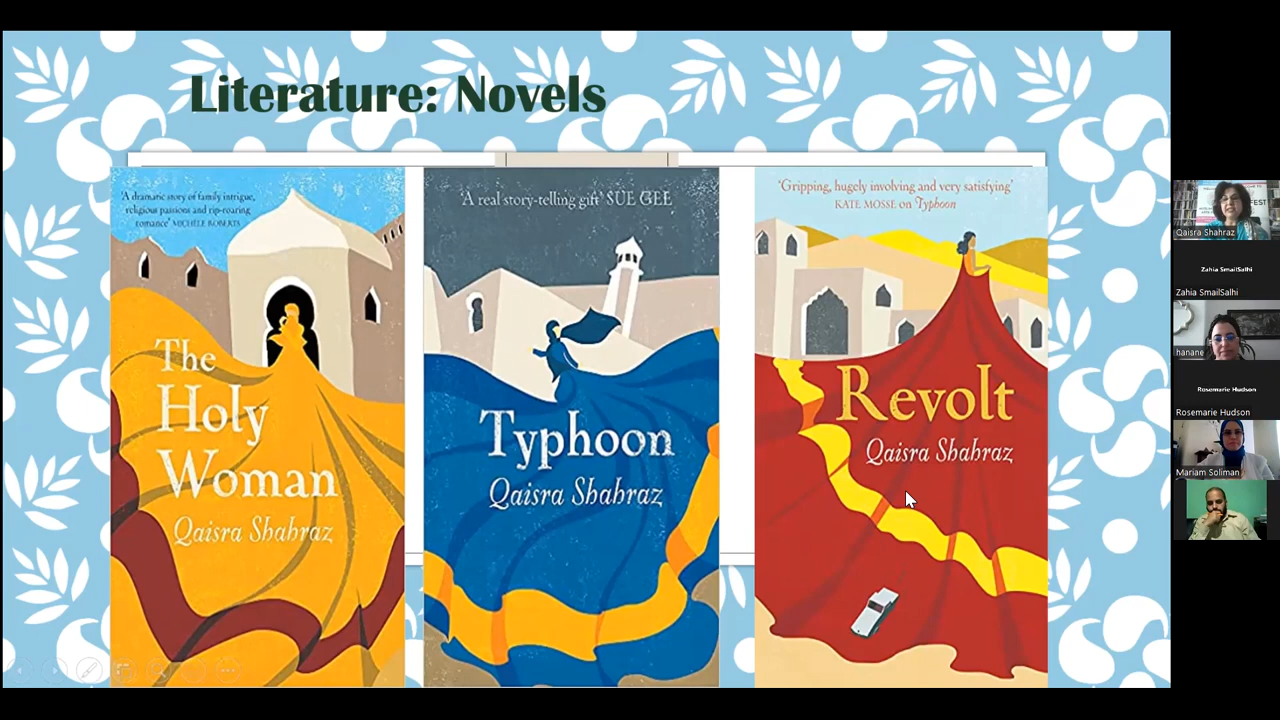 Literature: Novels
'A dramatic story of family intrigue,
religious passions and rip-roaring
romance' MICHÈLE ROBERTS
The
Holy
Woman
Qaisra Shahraz
'A real story-telling gift' SUE GEE
Typhoon
Qaisra Shahraz
'Gripping, hugely involving and very satisfying'
KATE MOSSE on Typhoon
Revolt
Qaisra Shahraz
Qaisra Shahraz
Zahia SmailSalhi
Zahia SmailSalhi
hanane
Rosemarie Hudson
Rosemarie Hudson
Mariam Soliman